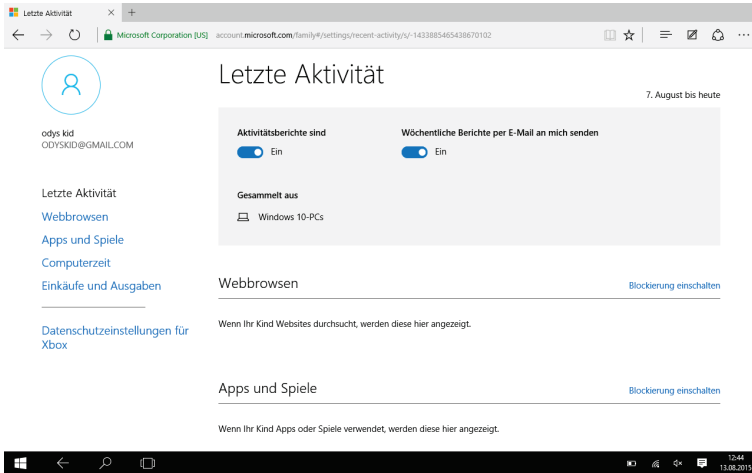 Letzte Aktivität
Microsoft Corporation [US] account.microsoft.com/family#/settings/recent-activity/s/-1433885465438670102
Letzte Aktivität
7. August bis heute
odys kid
ODYSKID@GMAIL.COM
Aktivitätsberichte sind
Ein
Wöchentliche Berichte per E-Mail an mich senden
Ein
Gesammelt aus
Windows 10-PCs
Letzte Aktivität
Webbrowsen
Apps und Spiele
Computerzeit
Einkäufe und Ausgaben
Datenschutzeinstellungen für
Xbox
Webbrowsen
Blockierung einschalten
Wenn Ihr Kind Websites durchsucht, werden diese hier angezeigt.
Apps und Spiele
Blockierung einschalten
Wenn Ihr Kind Apps oder Spiele verwendet, werden diese hier angezeigt.
12:44
13.08.2015